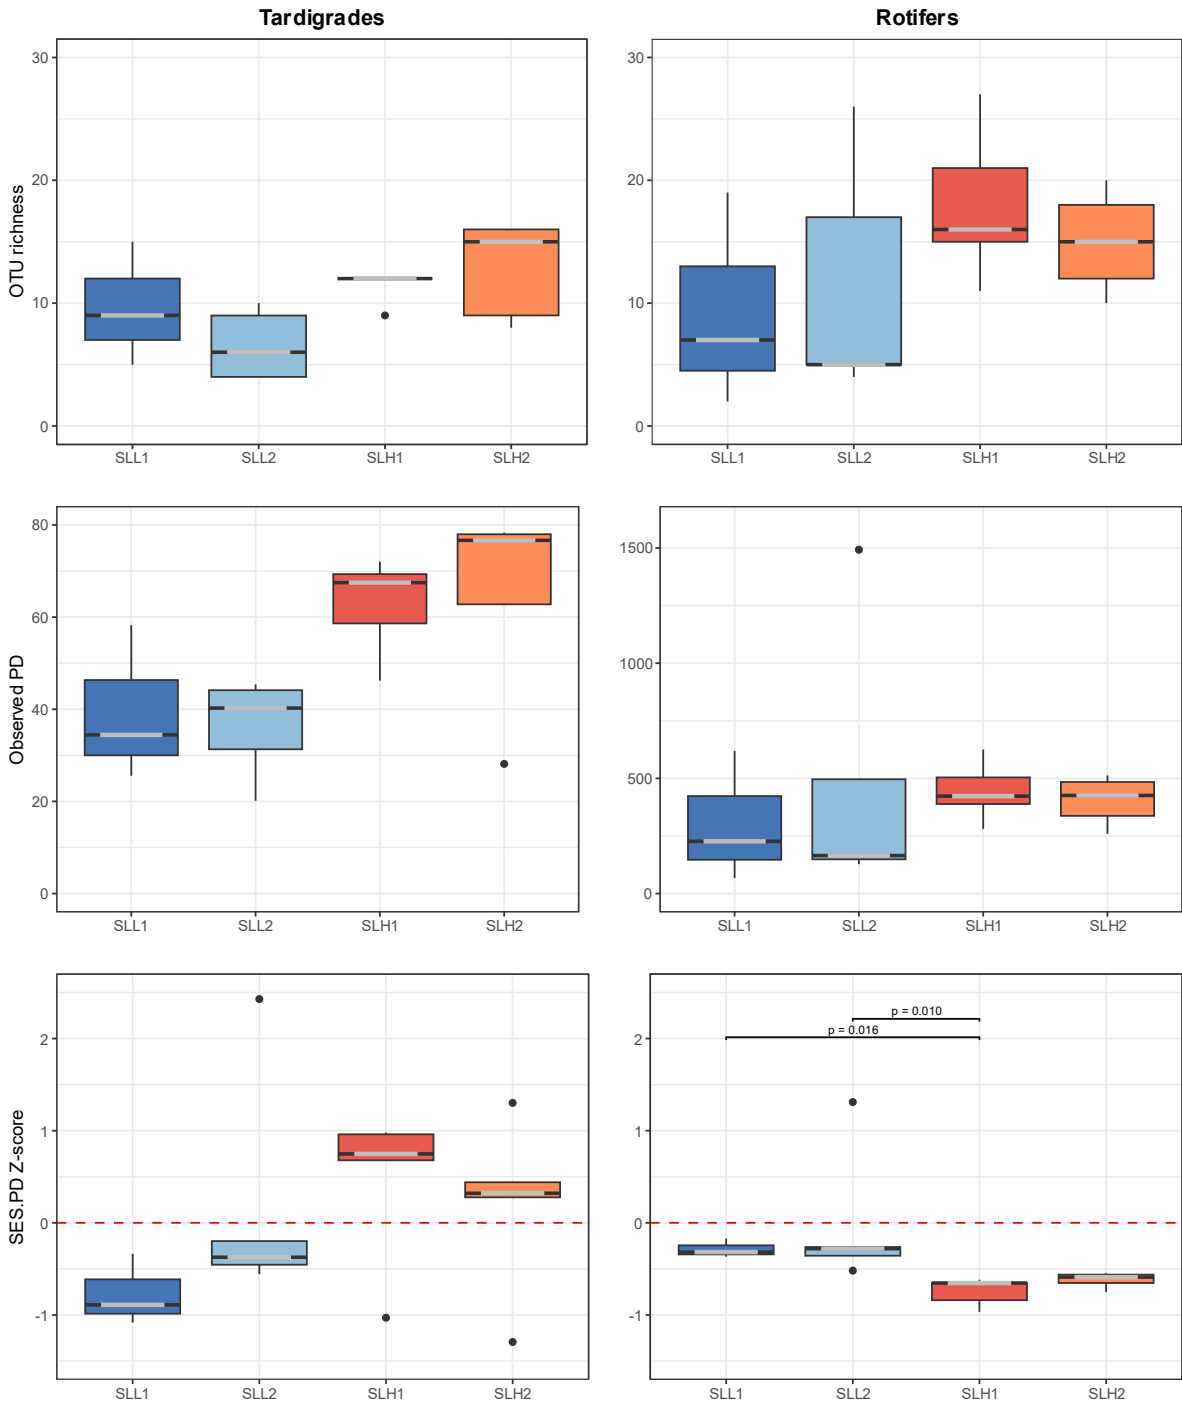 Tardigrades
Rotifers
OTU richness
30
20
10
0
SLL1 SLL2 SLH1 SLH2
30
20
10
0
SLL1 SLL2 SLH1 SLH2
Observed PD
80
60
40
20
0
SLL1 SLL2 SLH1 SLH2
1500
1000
500
0
SLL1 SLL2 SLH1 SLH2
SES.PD Z-score
2
1
0
-1
SLL1 SLL2 SLH1 SLH2
p = 0.010
p = 0.016
2
1
0
-1
SLL1 SLL2 SLH1 SLH2